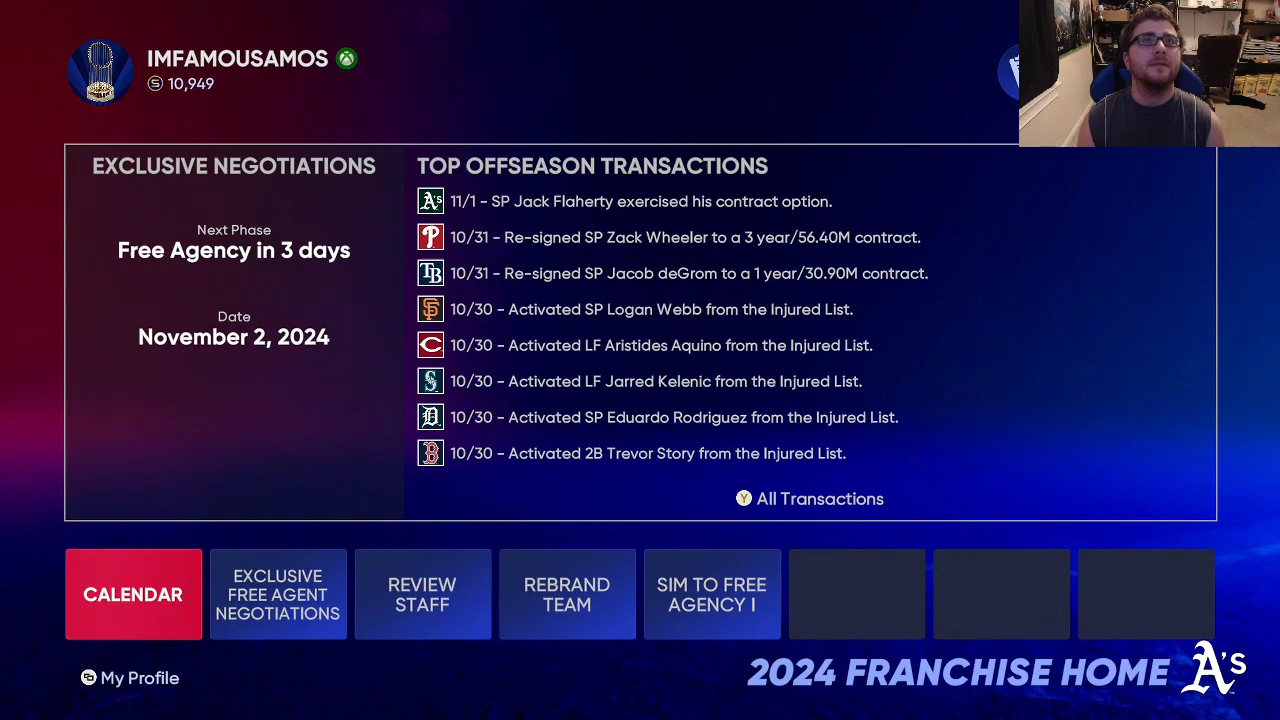 IMFAMOUSAMOS
S 10,949
EXCLUSIVE NEGOTIATIONS
Next Phase
Free Agency in 3 days
Date
November 2, 2024
TOP OFFSEASON TRANSACTIONS
A's 11/1 - SP Jack Flaherty exercised his contract option.
P 10/31 - Re-signed SP Zack Wheeler to a 3 year/56.40M contract.
TB 10/31 - Re-signed SP Jacob deGrom to a 1 year/30.90M contract.
SF 10/30 - Activated SP Logan Webb from the Injured List.
C 10/30 - Activated LF Aristides Aquino from the Injured List.
S 10/30 - Activated LF Jarred Kelenic from the Injured List.
D 10/30 - Activated SP Eduardo Rodriguez from the Injured List.
B 10/30 - Activated 2B Trevor Story from the Injured List.
Y All Transactions
CALENDAR
EXCLUSIVE
FREE AGENT
NEGOTIATIONS
REVIEW
STAFF
REBRAND
TEAM
SIM TO FREE
AGENCY I
My Profile
2024 FRANCHISE HOME A's